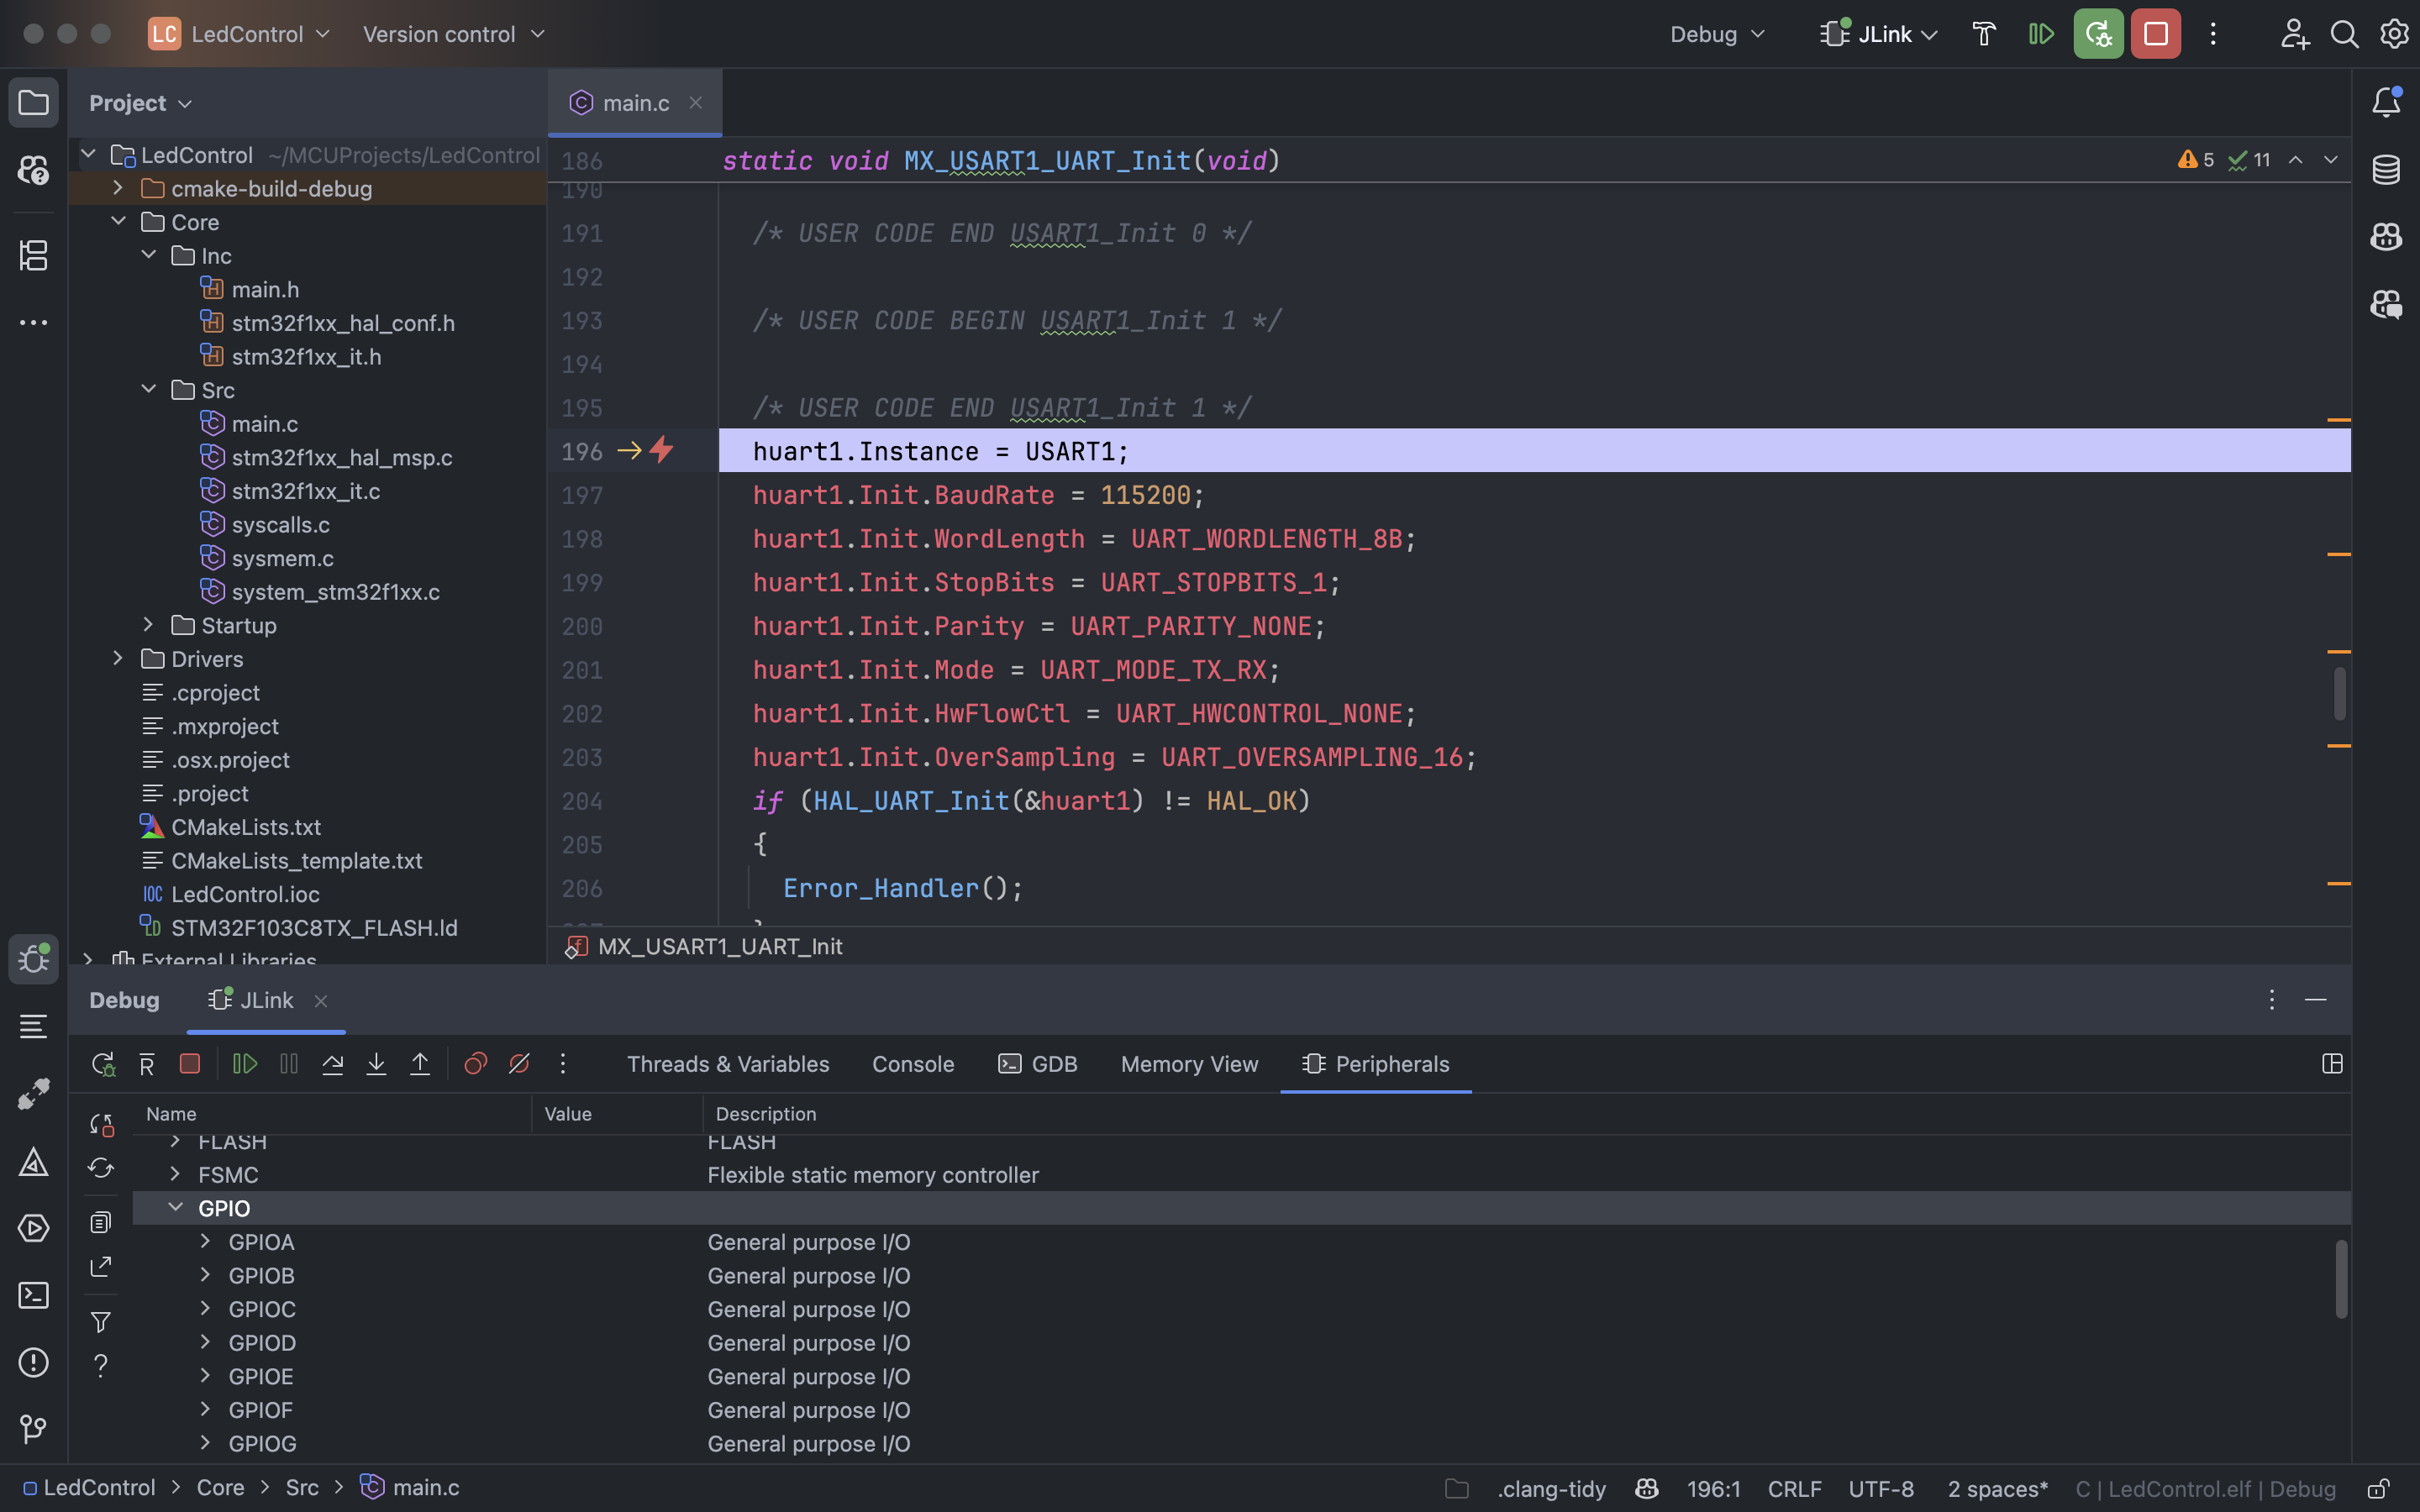 LC LedControl Version control Debug JLink
Project
main.c
LedControl ~/MCUProjects/LedControl
cmake-build-debug
Core
Inc
main.h
stm32f1xx_hal_conf.h
stm32f1xx_it.h
Src
main.c
stm32f1xx_hal_msp.c
stm32f1xx_it.c
syscalls.c
sysmem.c
system_stm32f1xx.c
Startup
Drivers
.cproject
.mxproject
.osx.project
.project
CMakeLists.txt
CMakeLists_template.txt
IOC LedControl.ioc
LD STM32F103C8TX_FLASH.ld
External Libraries
186 static void MX_USART1_UART_Init(void) 5 11
190
191 /* USER CODE END USART1_Init 0 */
192
193 /* USER CODE BEGIN USART1_Init 1 */
194
195 /* USER CODE END USART1_Init 1 */
196 huart1.Instance = USART1;
197 huart1.Init.BaudRate = 115200;
198 huart1.Init.WordLength = UART_WORDLENGTH_8B;
199 huart1.Init.StopBits = UART_STOPBITS_1;
200 huart1.Init.Parity = UART_PARITY_NONE;
201 huart1.Init.Mode = UART_MODE_TX_RX;
202 huart1.Init.HwFlowCtl = UART_HWCONTROL_NONE;
203 huart1.Init.OverSampling = UART_OVERSAMPLING_16;
204 if (HAL_UART_Init(&huart1) != HAL_OK)
205 {
206 Error_Handler();
MX_USART1_UART_Init
Debug JLink
Threads & Variables Console GDB Memory View Peripherals
Name Value Description
FLASH FLASH
FSMC Flexible static memory controller
GPIO
GPIOA General purpose I/O
GPIOB General purpose I/O
GPIOC General purpose I/O
GPIOD General purpose I/O
GPIOE General purpose I/O
GPIOF General purpose I/O
GPIOG General purpose I/O
LedControl > Core > Src > main.c .clang-tidy 196:1 CRLF UTF-8 2 spaces* C | LedControl.elf | Debug